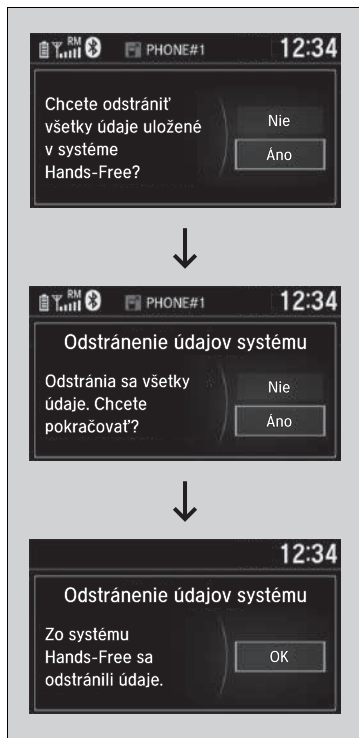 RM PHONE#1 12:34
Chcete odstrániť
všetky údaje uložené
v systéme
Hands-Free?
Nie
Áno
RM PHONE#1 12:34
Odstránenie údajov systému
Odstránia sa všetky
údaje. Chcete
pokračovať?
Nie
Áno
12:34
Odstránenie údajov systému
Zo systému
Hands-Free sa
odstránili údaje.
OK